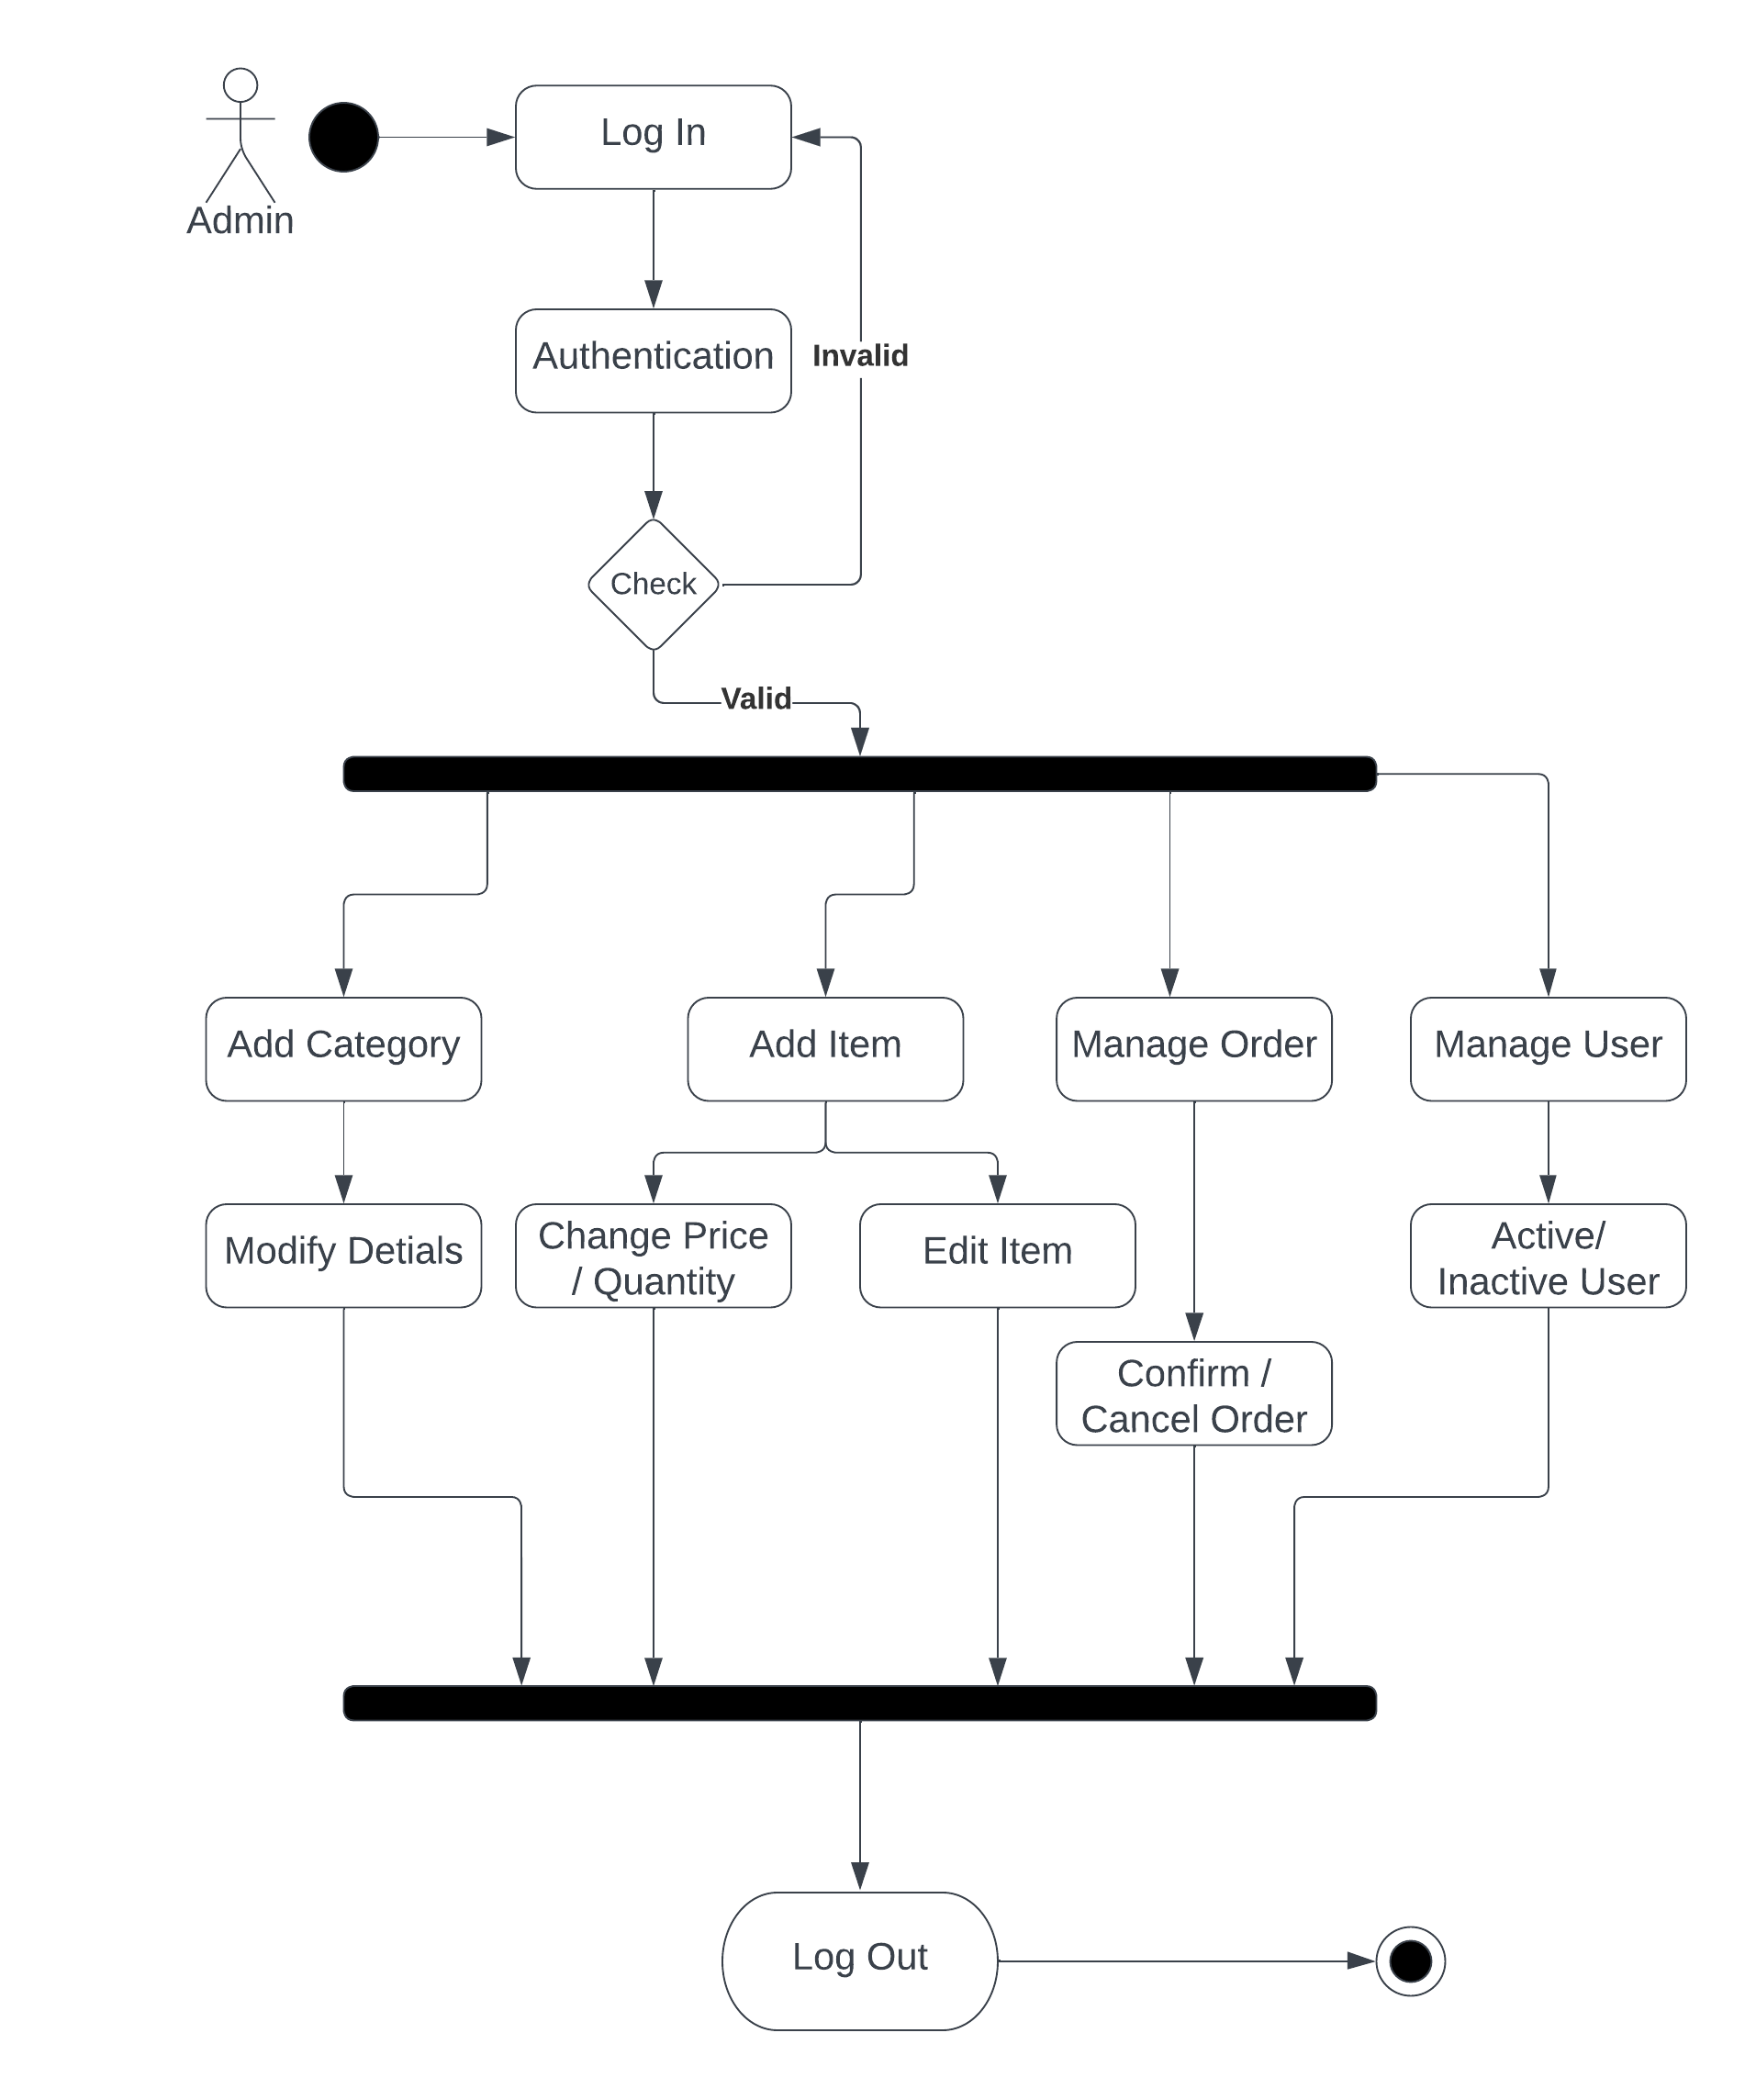 Admin
Log In
Authentication
Invalid
Check
Valid
Add Category
Add Item
Manage Order
Manage User
Modify Detials
Change Price
/ Quantity
Edit Item
Active/
Inactive User
Confirm /
Cancel Order
Log Out